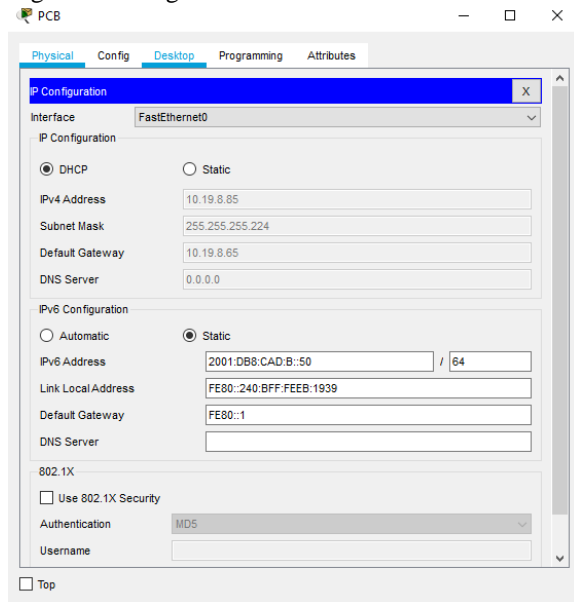 PCB
Physical Config Desktop Programming Attributes
IP Configuration X
Interface FastEthernet0
IP Configuration
DHCP Static
IPv4 Address 10.19.8.85
Subnet Mask 255.255.255.224
Default Gateway 10.19.8.65
DNS Server 0.0.0.0
IPv6 Configuration
Automatic Static
IPv6 Address 2001:DB8:CAD:B::50 / 64
Link Local Address FE80::240:BFF:FEEB:1939
Default Gateway FE80::1
DNS Server
802.1X
Use 802.1X Security
Authentication MD5
Username
Top